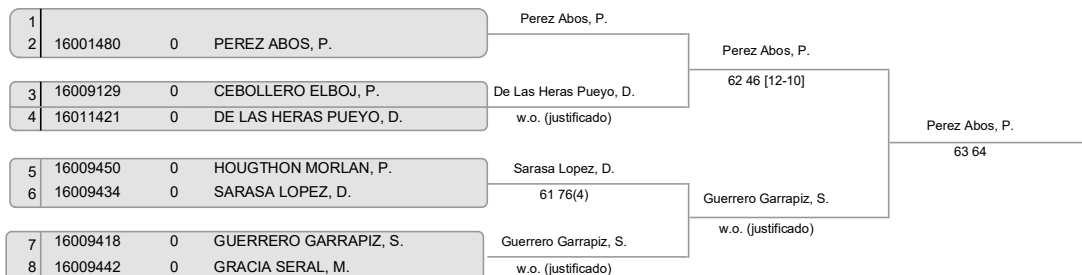 1
2 16001480 0 PEREZ ABOS, P.
3 16009129 0 CEBOLLERO ELBOJ, P.
4 16011421 0 DE LAS HERAS PUEYO, D.
5 16009450 0 HOUGTHON MORLAN, P.
6 16009434 0 SARASA LOPEZ, D.
7 16009418 0 GUERRERO GARRAPIZ, S.
8 16009442 0 GRACIA SERAL, M.
Perez Abos, P.
De Las Heras Pueyo, D.
w.o. (justificado)
Sarasa Lopez, D.
61 76(4)
Guerrero Garrapiz, S.
w.o. (justificado)
Perez Abos, P.
62 46 [12-10]
Guerrero Garrapiz, S.
w.o. (justificado)
Perez Abos, P.
63 64